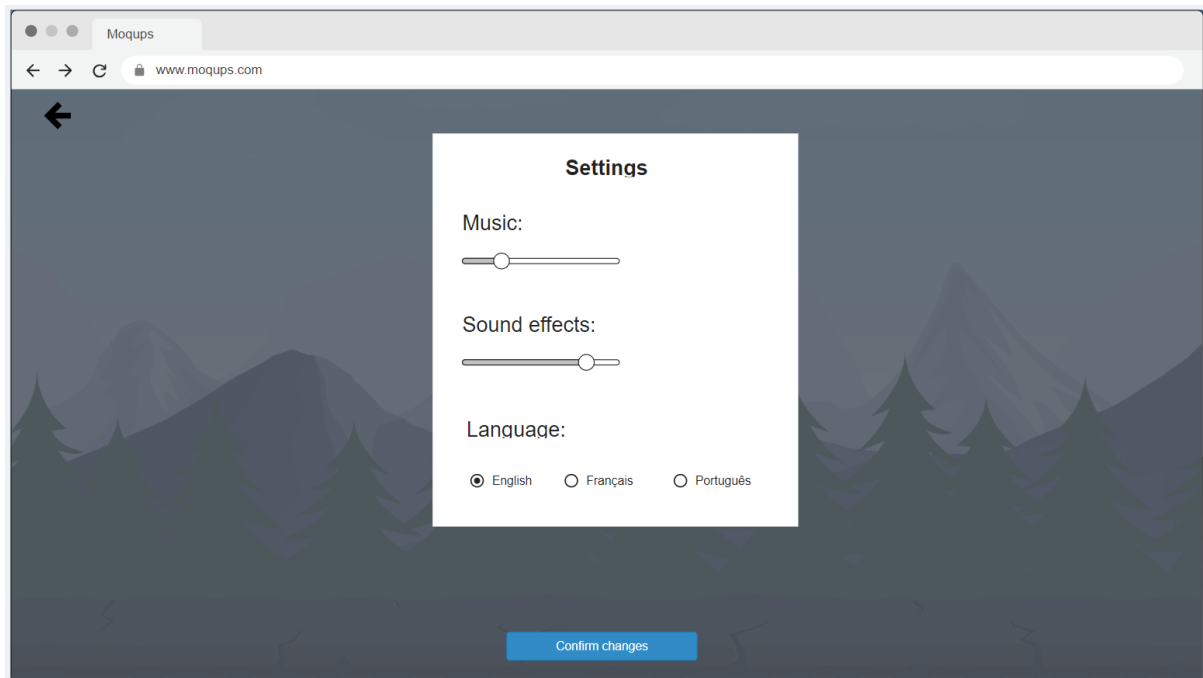 Moqups
www.moqups.com
Settings
Music:
Sound effects:
Language:
English Français Português
Confirm changes